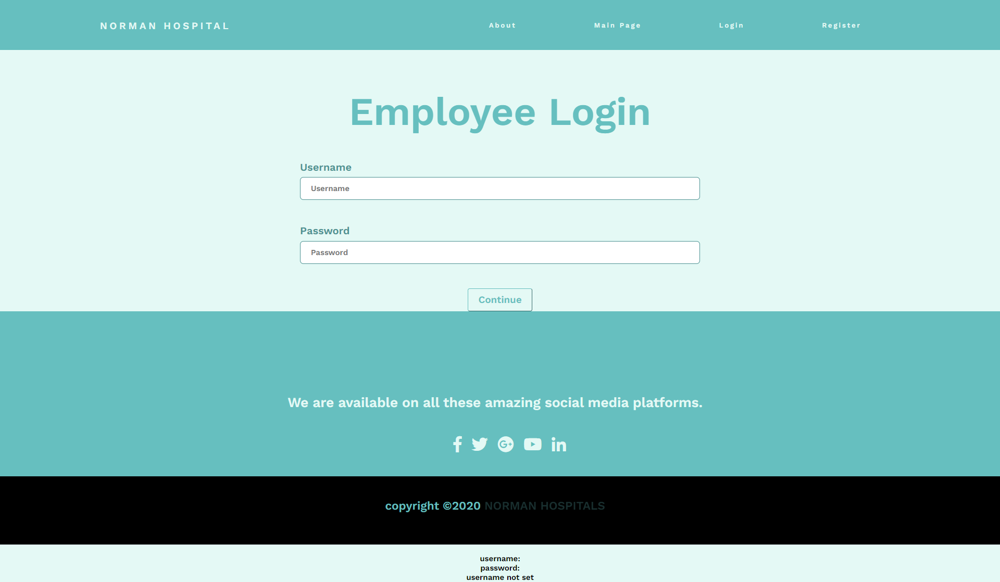 NORMAN HOSPITAL
About
Main Page
Login
Register
Employee Login
Username
Username
Password
Password
Continue
We are available on all these amazing social media platforms.
copyright ©2020 NORMAN HOSPITALS
username:
password:
username not set